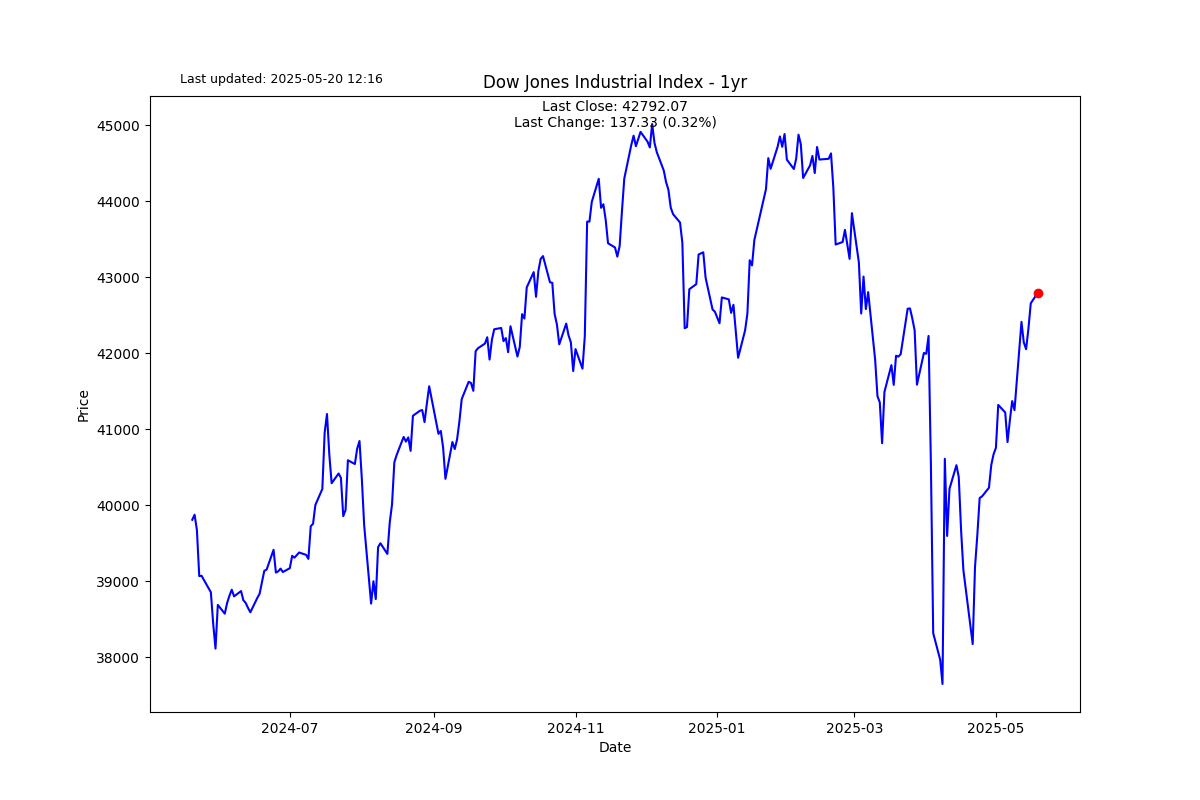 Last updated: 2025-05-20 12:16
Dow Jones Industrial Index - 1yr
Last Close: 42792.07
Last Change: 137.33 (0.32%)
45000
44000
43000
42000
41000
40000
39000
38000
Price
2024-07
2024-09
2024-11
2025-01
2025-03
2025-05
Date